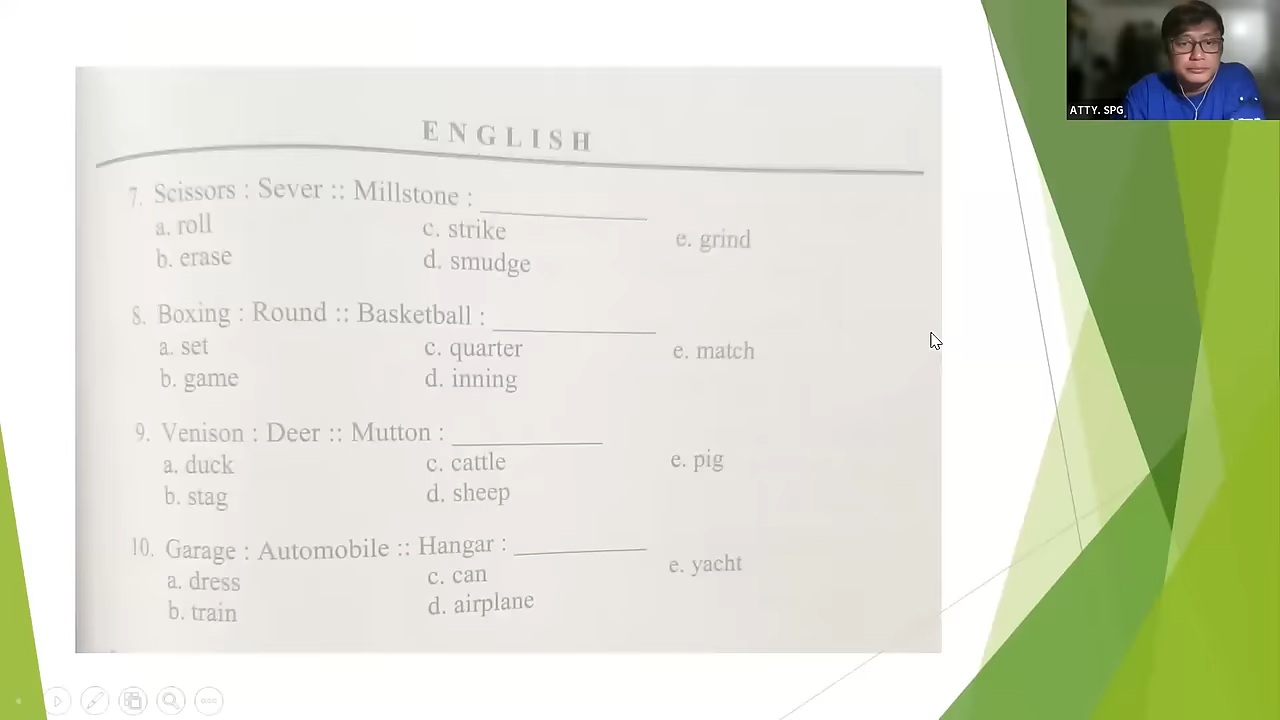 ATTY. SPG
ENGLISH
7. Scissors : Sever :: Millstone : ____________
a. roll c. strike e. grind
b. erase d. smudge
8. Boxing : Round :: Basketball : ____________
a. set c. quarter e. match
b. game d. inning
9. Venison : Deer :: Mutton : ____________
a. duck c. cattle e. pig
b. stag d. sheep
10. Garage : Automobile :: Hangar : ____________
a. dress c. can e. yacht
b. train d. airplane